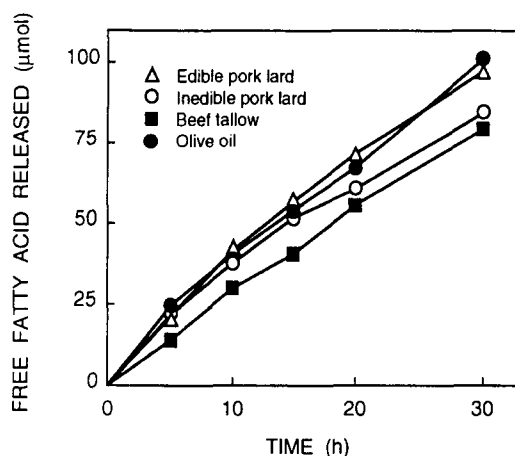 FREE FATTY ACID RELEASED (µmol)
100
75
50
25
0
Edible pork lard
Inedible pork lard
Beef tallow
Olive oil
0
10
20
30
TIME (h)